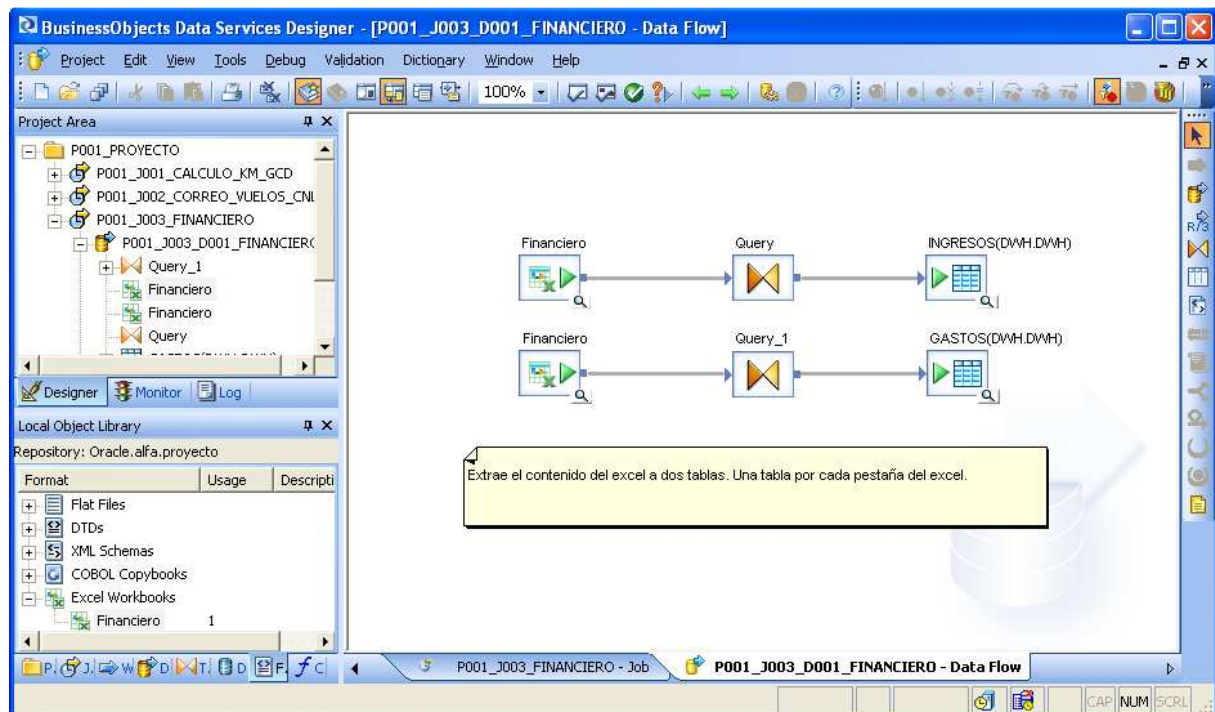 BusinessObjects Data Services Designer - [P001_J003_D001_FINANCIERO - Data Flow]
Project Edit View Tools Debug Validation Dictionary Window Help
100%
Project Area
P001_PROYECTO
P001_J001_CALCULO_KM_GCD
P001_J002_CORREO_VUELOS_CNL
P001_J003_FINANCIERO
P001_J003_D001_FINANCIERO
Query_1
Financiero
Financiero
Query
Designer Monitor Log
Local Object Library
Repository: Oracle.alfa.proyecto
Format Usage Descripti
Flat Files
DTDs
XML Schemas
COBOL Copybooks
Excel Workbooks
Financiero 1
P. J. W D T. D F. C
Financiero Query INGRESOS(DWH.DWH)
Financiero Query_1 GASTOS(DWH.DWH)
Extrae el contenido del excel a dos tablas. Una tabla por cada pestaña del excel.
R/3
P001_J003_FINANCIERO - Job P001_J003_D001_FINANCIERO - Data Flow
CAP NUM SCRL